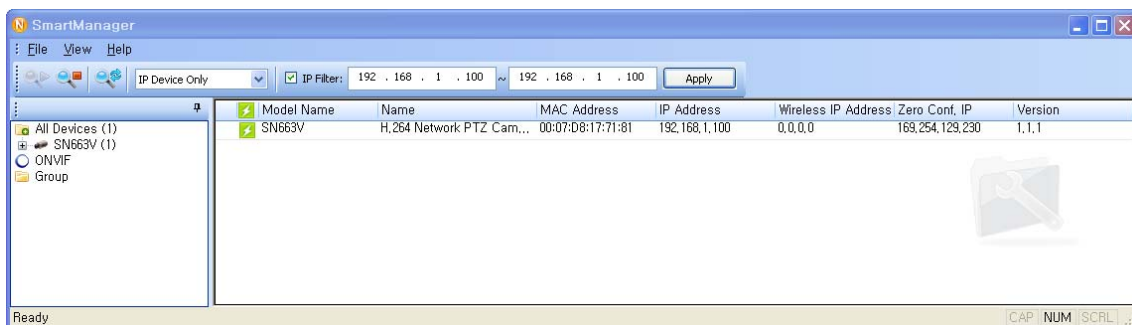 SmartManager
File View Help
IP Device Only IP Filter: 192 . 168 . 1 . 100 ~ 192 . 168 . 1 . 100 Apply
Model Name Name MAC Address IP Address Wireless IP Address Zero Conf. IP Version
SN663V H.264 Network PTZ Cam... 00:07:D8:17:71:81 192.168.1.100 0.0.0.0 169.254.129.230 1.1.1
All Devices (1)
SN663V (1)
ONVIF
Group
Ready CAP NUM SCRL